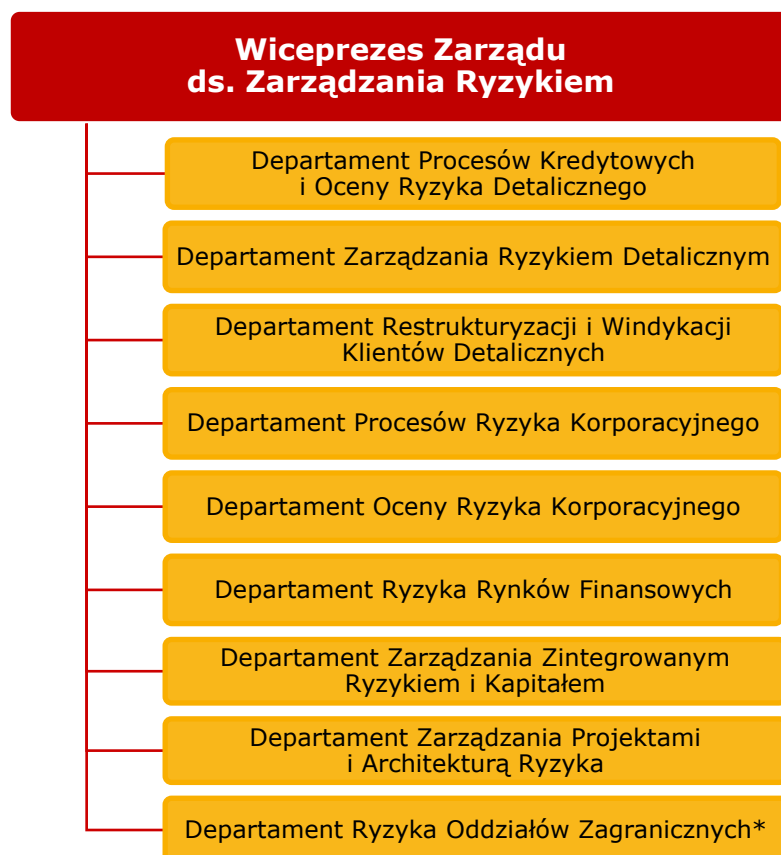 Wiceprezes Zarządu
ds. Zarządzania Ryzykiem
Departament Procesów Kredytowych
i Oceny Ryzyka Detalicznego
Departament Zarządzania Ryzykiem Detalicznym
Departament Restrukturyzacji i Windykacji
Klientów Detalicznych
Departament Procesów Ryzyka Korporacyjnego
Departament Oceny Ryzyka Korporacyjnego
Departament Ryzyka Rynków Finansowych
Departament Zarządzania Zintegrowanym
Ryzykiem i Kapitałem
Departament Zarządzania Projektami
i Architekturą Ryzyka
Departament Ryzyka Oddziałów Zagranicznych*